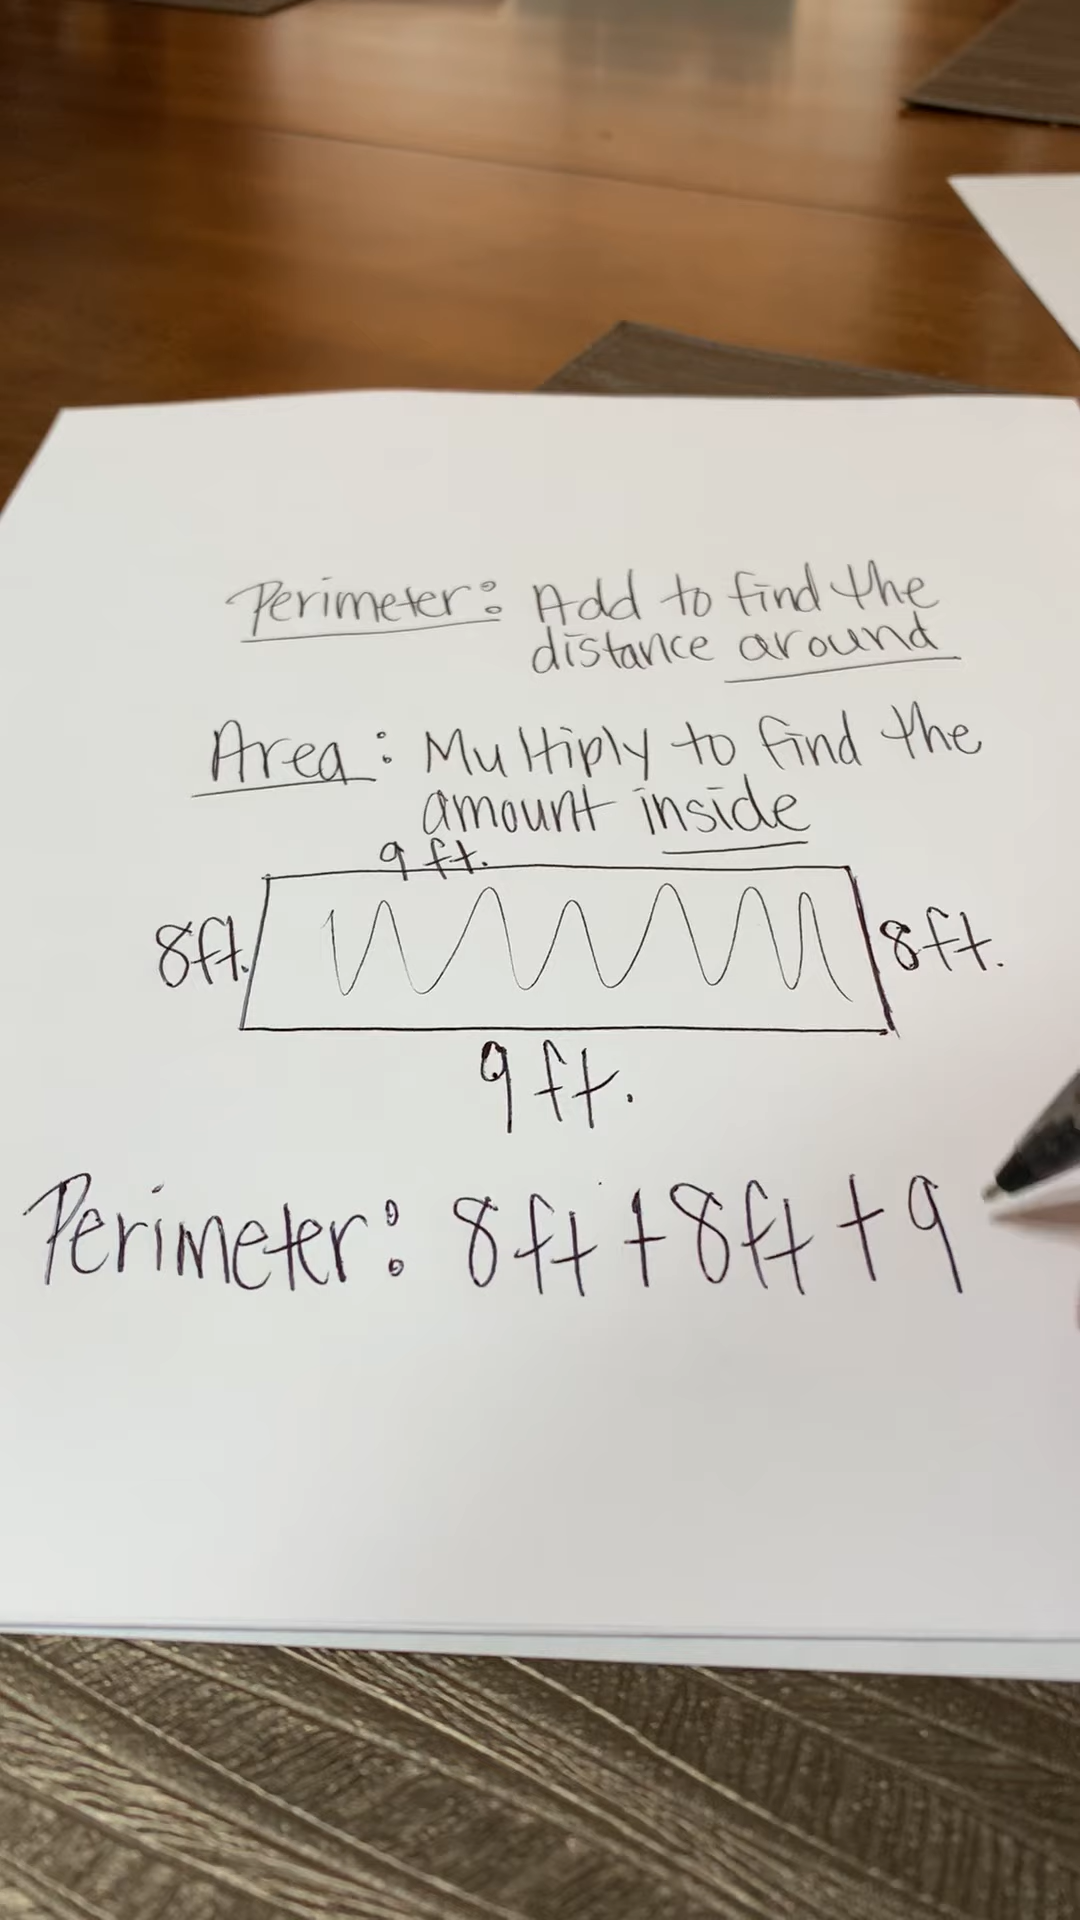 Perimeter: Add to find the
distance around
Area: Multiply to find the
amount inside
9 ft.
8ft.
8ft.
9 ft.
Perimeter: 8ft + 8ft + 9